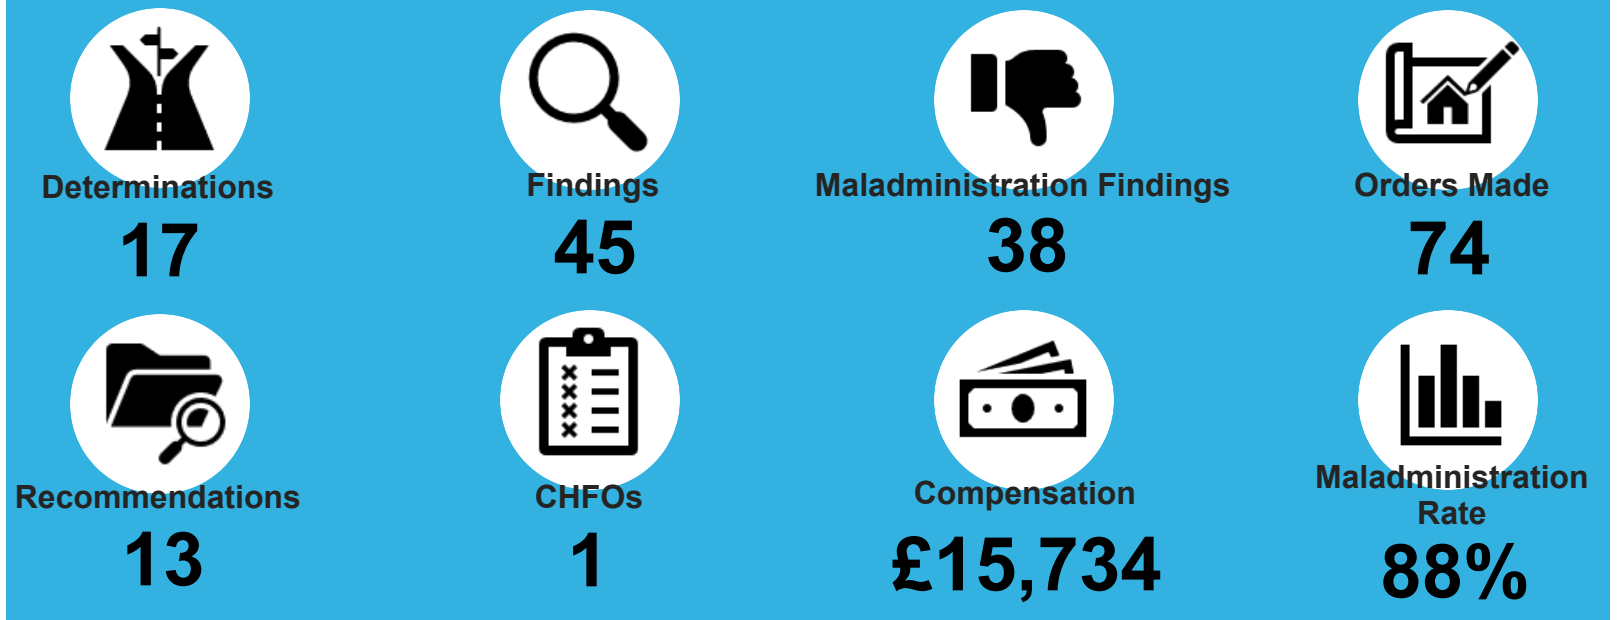 Determinations
17
Findings
45
Maladministration Findings
38
Orders Made
74
Recommendations
13
CHFOs
1
Compensation
£15,734
Maladministration
Rate
88%